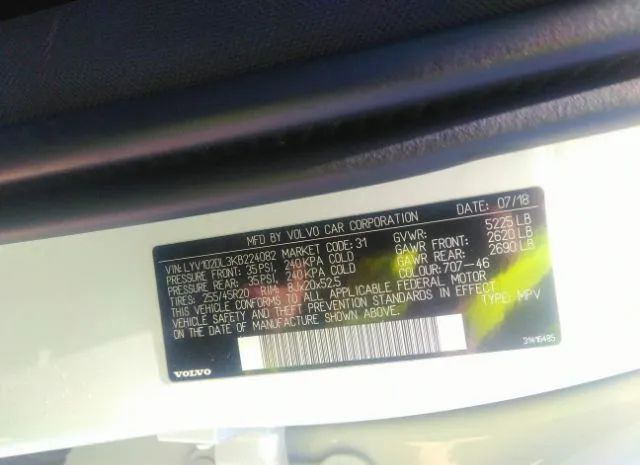 MFD BY VOLVO CAR CORPORATION DATE: 07/18
VIN: LYV102DL3KB224082 MARKET CODE: 31 GVWR: 5225 LB
PRESSURE FRONT: 35 PSI, 240 KPA COLD GAWR FRONT: 2620 LB
PRESSURE REAR: 35 PSI, 240 KPA COLD GAWR REAR: 2690 LB
TIRES: 255/45R20 RIM: 8Jx20x52.5 COLOUR: 707-46
THIS VEHICLE CONFORMS TO ALL APPLICABLE FEDERAL MOTOR
VEHICLE SAFETY AND THEFT PREVENTION STANDARDS IN EFFECT
ON THE DATE OF MANUFACTURE SHOWN ABOVE. TYPE: MPV
VOLVO 31416485